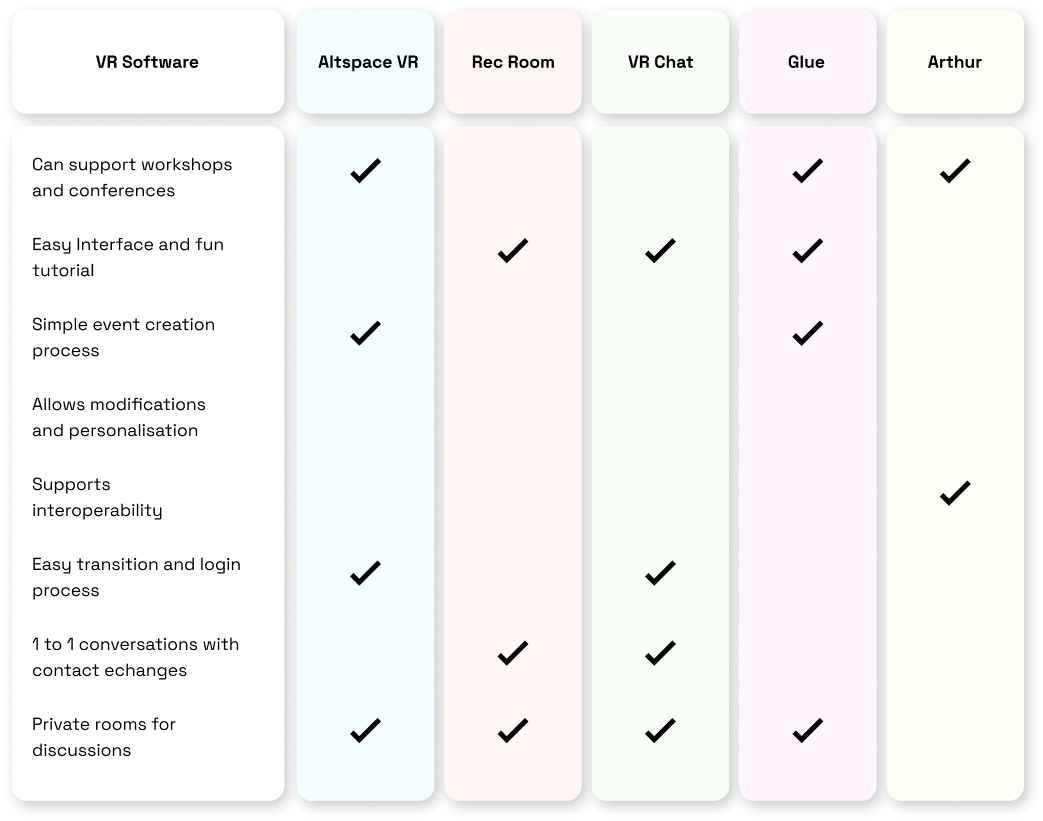 VR Software
Altspace VR
Rec Room
VR Chat
Glue
Arthur
Can support workshops
and conferences
Easy Interface and fun
tutorial
Simple event creation
process
Allows modifications
and personalisation
Supports
interoperability
Easy transition and login
process
1 to 1 conversations with
contact echanges
Private rooms for
discussions